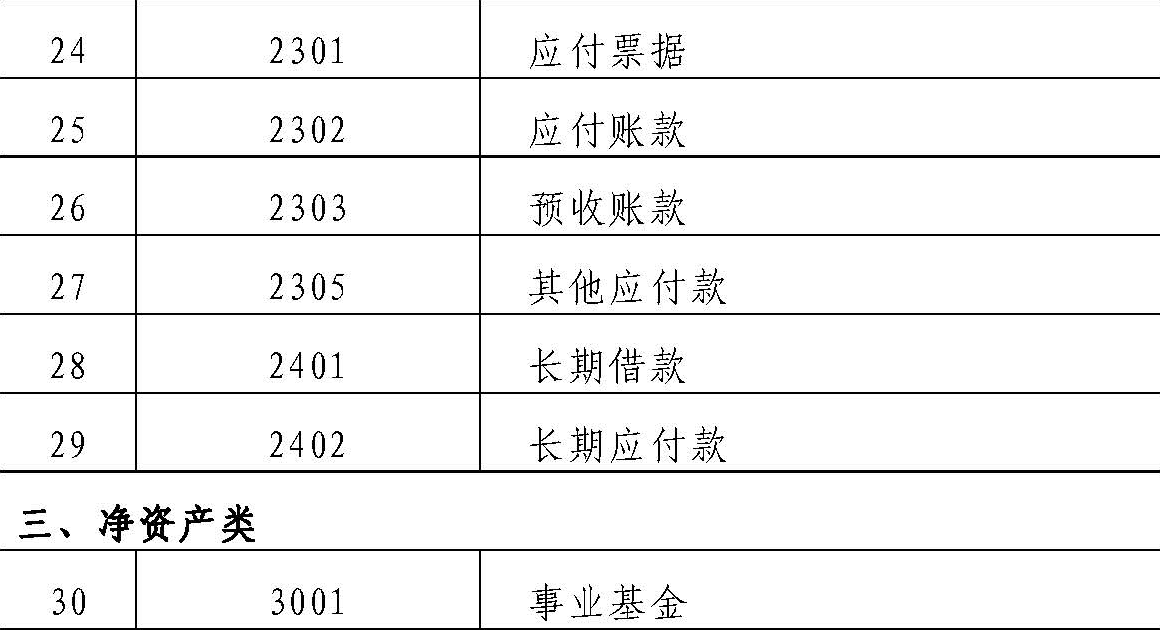 24 2301 应付票据
25 2302 应付账款
26 2303 预收账款
27 2305 其他应付款
28 2401 长期借款
29 2402 长期应付款
三、净资产类
30 3001 事业基金